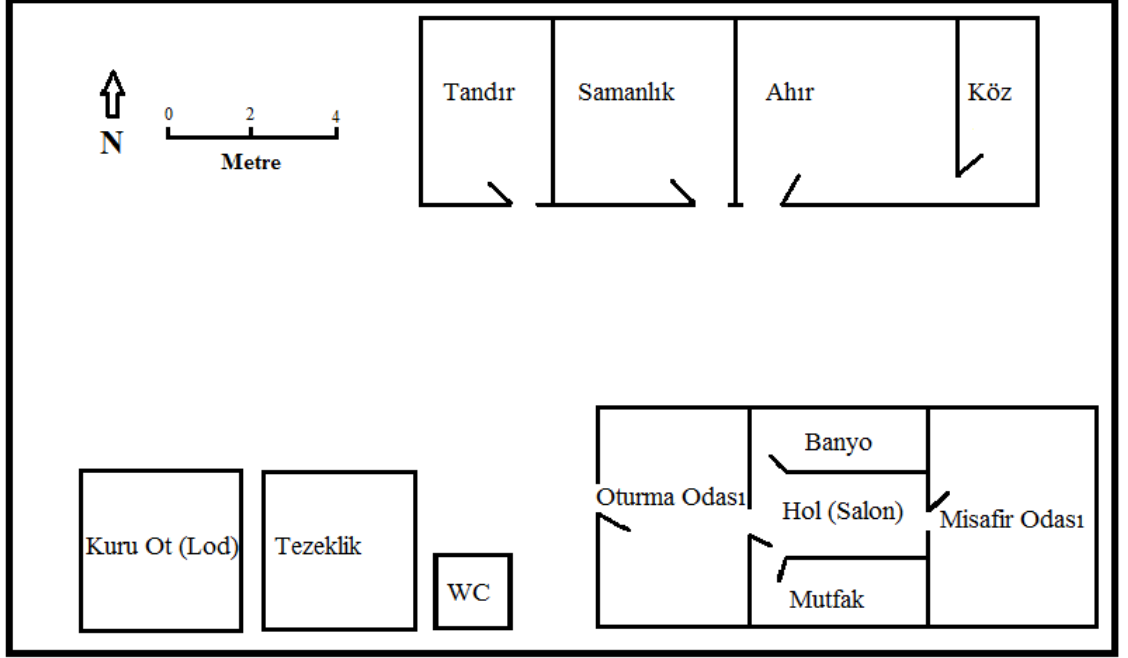 Tandır
Samanlık
Ahır
Köz
0 2 4
N
Metre
Banyo
Oturma Odası
Hol (Salon)
Misafir Odası
Kuru Ot (Lod)
Tezeklik
WC
Mutfak